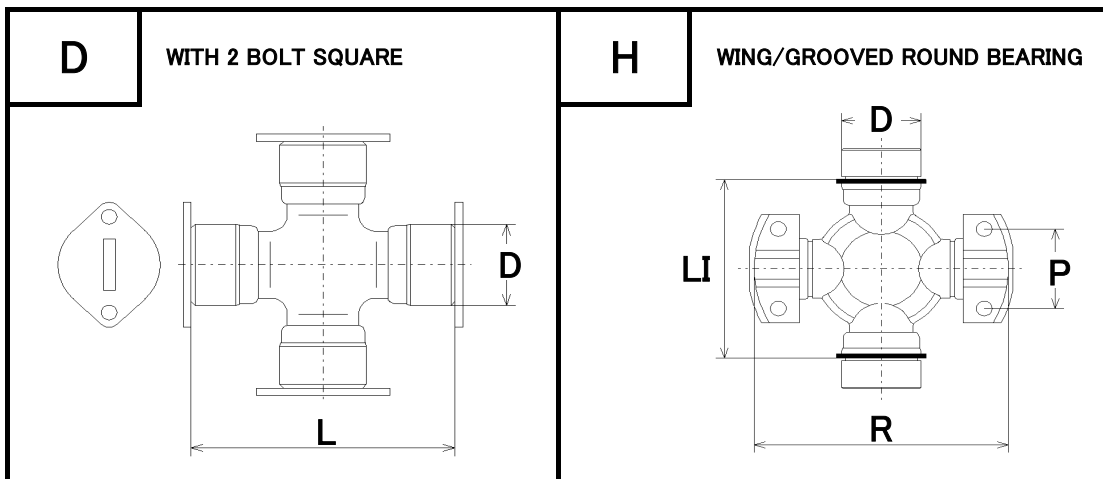 D
WITH 2 BOLT SQUARE
D
L
H
WING/GROOVED ROUND BEARING
D
LI
P
R